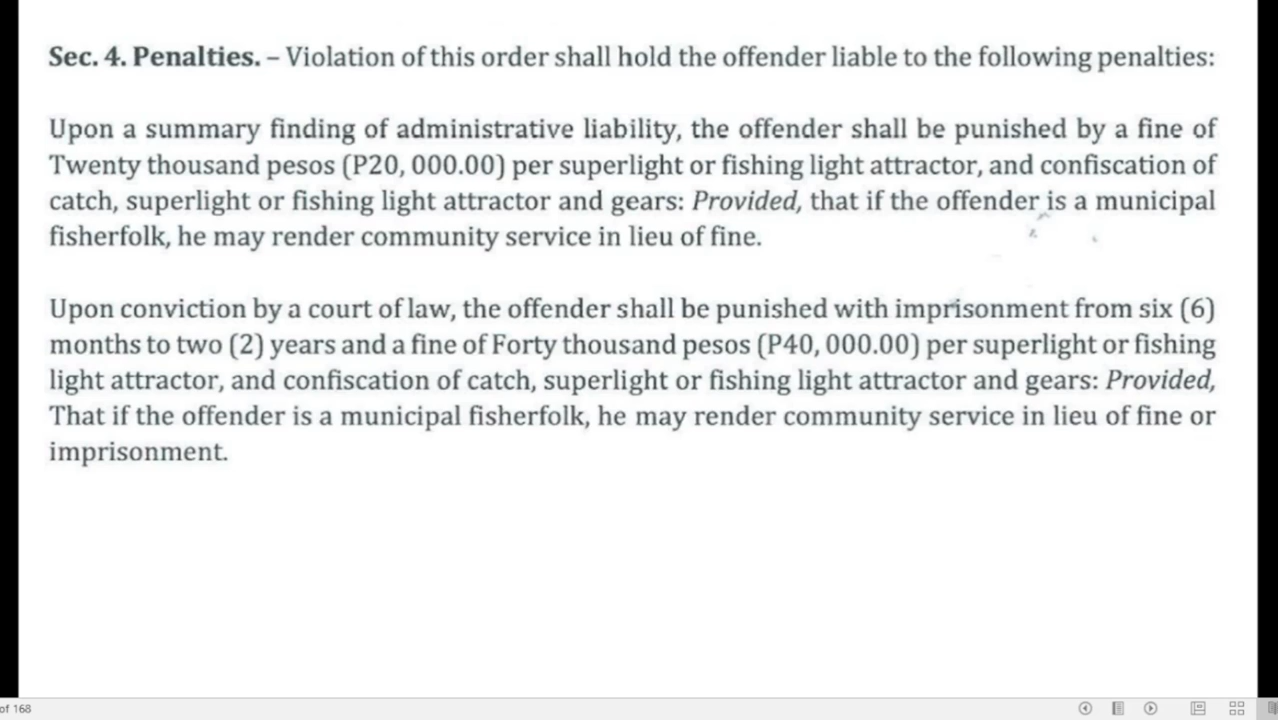 Sec. 4. Penalties. – Violation of this order shall hold the offender liable to the following penalties:
Upon a summary finding of administrative liability, the offender shall be punished by a fine of
Twenty thousand pesos (P20, 000.00) per superlight or fishing light attractor, and confiscation of
catch, superlight or fishing light attractor and gears: Provided, that if the offender is a municipal
fisherfolk, he may render community service in lieu of fine.
Upon conviction by a court of law, the offender shall be punished with imprisonment from six (6)
months to two (2) years and a fine of Forty thousand pesos (P40, 000.00) per superlight or fishing
light attractor, and confiscation of catch, superlight or fishing light attractor and gears: Provided,
That if the offender is a municipal fisherfolk, he may render community service in lieu of fine or
imprisonment.
of 168